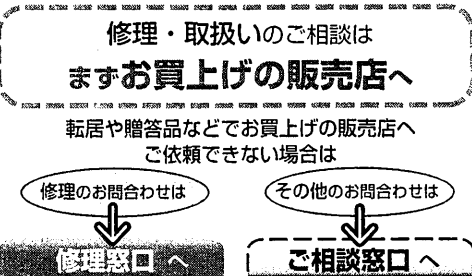 修理・取扱いのご相談は
まずお買上げの販売店へ
転居や贈答品などでお買上げの販売店へ
ご依頼できない場合は
修理のお問合わせは
その他のお問合わせは
修理窓口 へ
ご相談窓口 へ